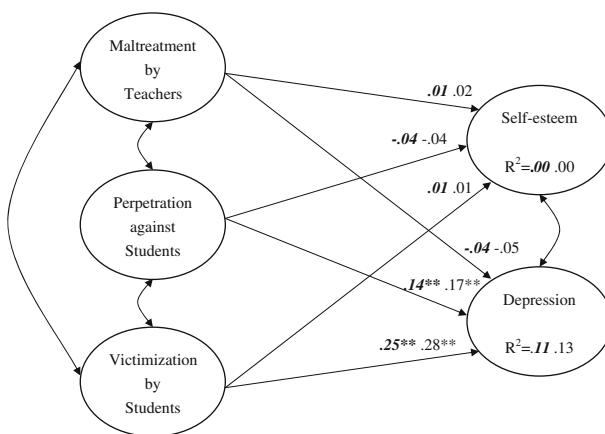 Maltreatment
by
Teachers
.01 .02
Self-esteem
R²=.00 .00
-.04 -.04
.01 .01
Perpetration
against
Students
-.04 -.05
.14** .17**
Depression
R²=.11 .13
.25** .28**
Victimization
by
Students